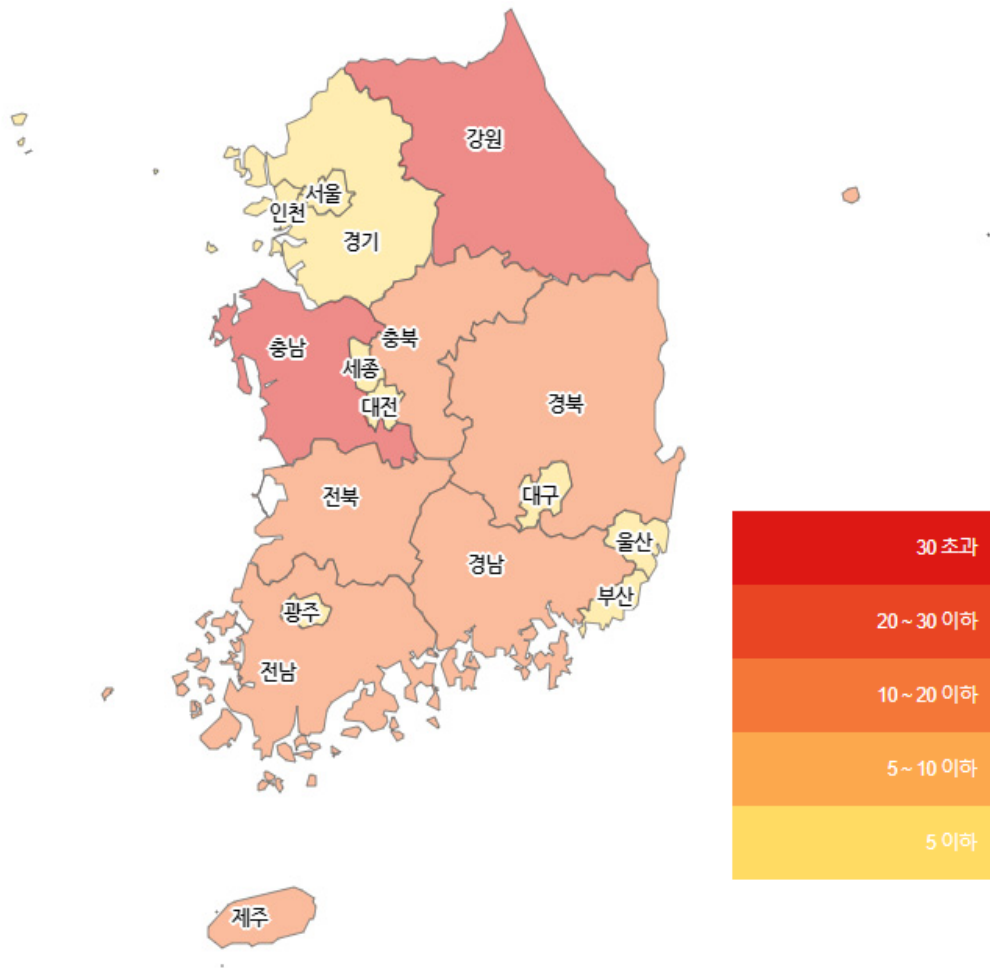 강원
서울
인천
경기
충남
충북
세종
대전
경북
전북
대구
울산
경남
부산
광주
전남
제주
30 초과
20 ~ 30 이하
10 ~ 20 이하
5 ~ 10 이하
5 이하